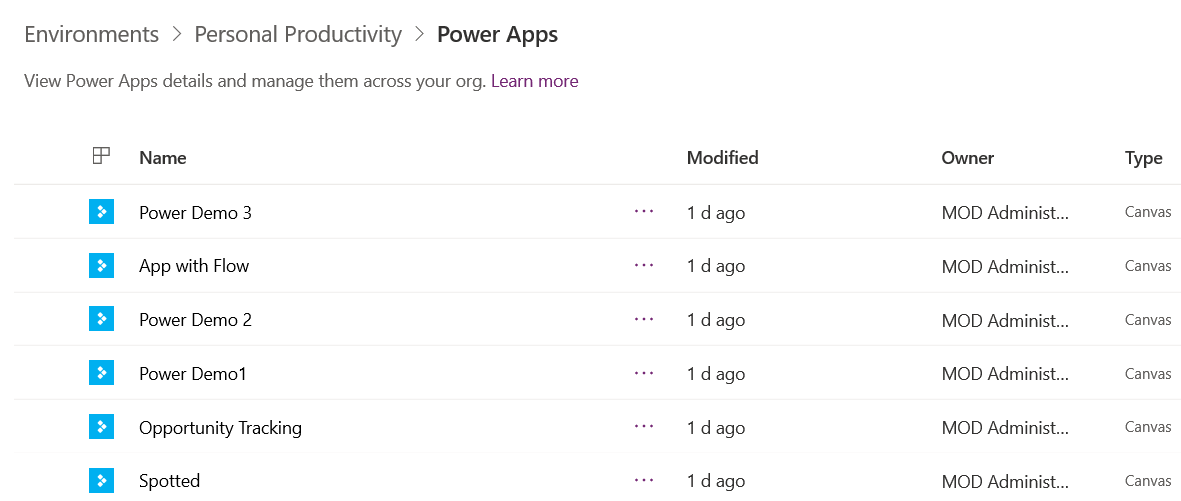 Environments > Personal Productivity > Power Apps
View Power Apps details and manage them across your org. Learn more
Name Modified Owner Type
Power Demo 3 ... 1 d ago MOD Administ... Canvas
App with Flow ... 1 d ago MOD Administ... Canvas
Power Demo 2 ... 1 d ago MOD Administ... Canvas
Power Demo1 ... 1 d ago MOD Administ... Canvas
Opportunity Tracking ... 1 d ago MOD Administ... Canvas
Spotted ... 1 d ago MOD Administ... Canvas